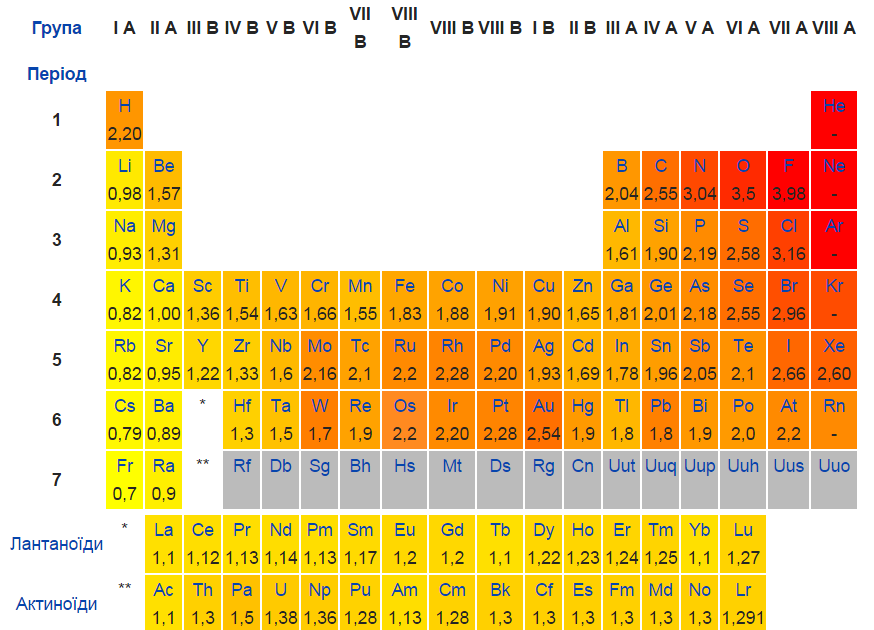 Група I A II A III B IV B V B VI B VII B VIII B VIII B VIII B I B II B III A IV A V A VI A VII A VIII A
Період
H He
1
2,20 -
Li Be B C N O F Ne
2
0,98 1,57 2,04 2,55 3,04 3,5 3,98 -
Na Mg Al Si P S Cl Ar
3
0,93 1,31 1,61 1,90 2,19 2,58 3,16 -
K Ca Sc Ti V Cr Mn Fe Co Ni Cu Zn Ga Ge As Se Br Kr
4
0,82 1,00 1,36 1,54 1,63 1,66 1,55 1,83 1,88 1,91 1,90 1,65 1,81 2,01 2,18 2,55 2,96 -
Rb Sr Y Zr Nb Mo Tc Ru Rh Pd Ag Cd In Sn Sb Te I Xe
5
0,82 0,95 1,22 1,33 1,6 2,16 2,1 2,2 2,28 2,20 1,93 1,69 1,78 1,96 2,05 2,1 2,66 2,60
Cs Ba * Hf Ta W Re Os Ir Pt Au Hg Tl Pb Bi Po At Rn
6
0,79 0,89 1,3 1,5 1,7 1,9 2,2 2,20 2,28 2,54 1,9 1,8 1,8 1,9 2,0 2,2 -
Fr Ra ** Rf Db Sg Bh Hs Mt Ds Rg Cn Uut Uuq Uup Uuh Uus Uuo
7
0,7 0,9
* La Ce Pr Nd Pm Sm Eu Gd Tb Dy Ho Er Tm Yb Lu
Лантаноїди
1,1 1,12 1,13 1,14 1,13 1,17 1,2 1,2 1,1 1,22 1,23 1,24 1,25 1,1 1,27
** Ac Th Pa U Np Pu Am Cm Bk Cf Es Fm Md No Lr
Актиноїди
1,1 1,3 1,5 1,38 1,36 1,28 1,13 1,28 1,3 1,3 1,3 1,3 1,3 1,3 1,291